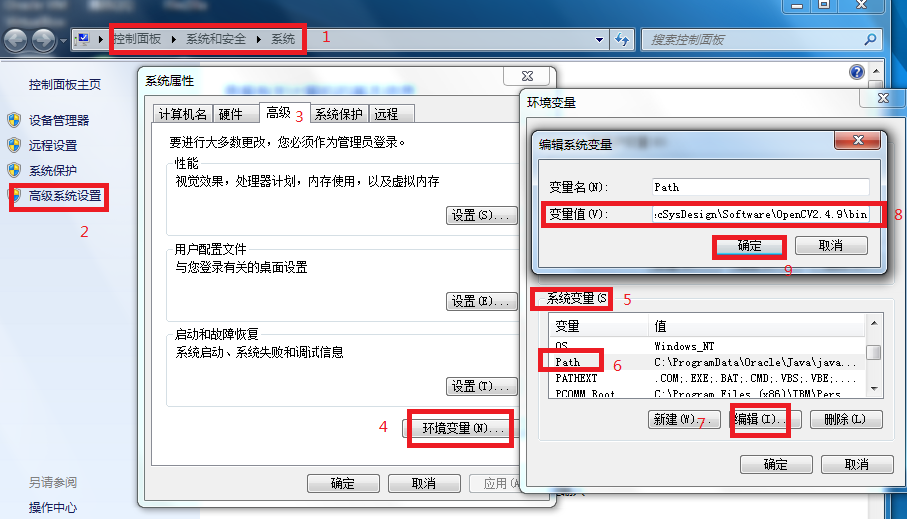 控制面板 系统和安全 系统 1
搜索控制面板
控制面板主页
设备管理器
远程设置
系统保护
高级系统设置
2
另请参阅
操作中心
系统属性
计算机名 硬件 高级 3 系统保护 远程
要进行大多数更改，您必须作为管理员登录。
性能
视觉效果，处理器计划，内存使用，以及虚拟内存
设置(S)...
用户配置文件
与您登录有关的桌面设置
设置(E)...
启动和故障恢复
系统启动、系统失败和调试信息
设置(T)...
4 环境变量(N)...
确定 取消 应用(A
环境变量
编辑系统变量
变量名(N): Path
变量值(V): cSysDesign\Software\OpenCV2.4.9\bin 8
确定 取消
9
系统变量(S 5
变量 值
OS Windows_NT
Path C:\ProgramData\Oracle\Java\java...
6
PATHEXT .COM;.EXE;.BAT;.CMD;.VBS;.VBE;....
PCOMM_Root C:\Program Files (x86)\IBM\Pers
新建(W)... 7 编辑(I)... 删除(L)
确定 取消